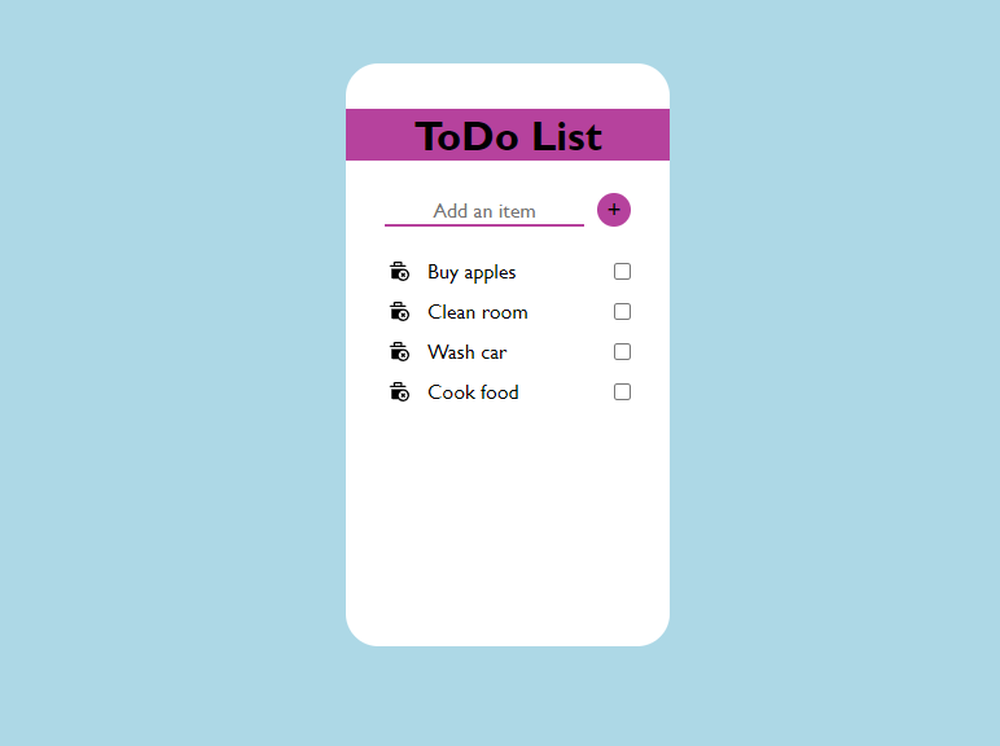 ToDo List
Add an item +
Buy apples
Clean room
Wash car
Cook food